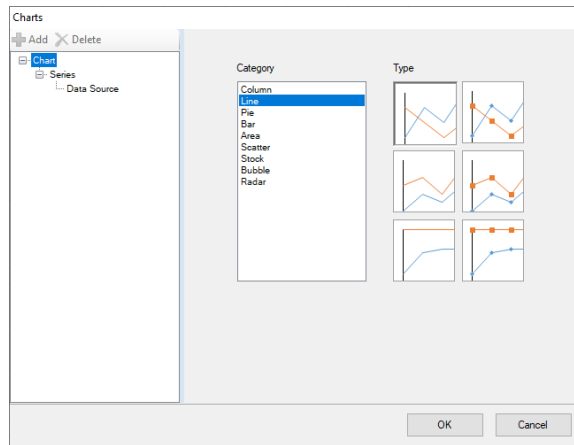 Charts
Add Delete
Chart
Series
Data Source
Category
Column
Line
Pie
Bar
Area
Scatter
Stock
Bubble
Radar
Type
OK Cancel